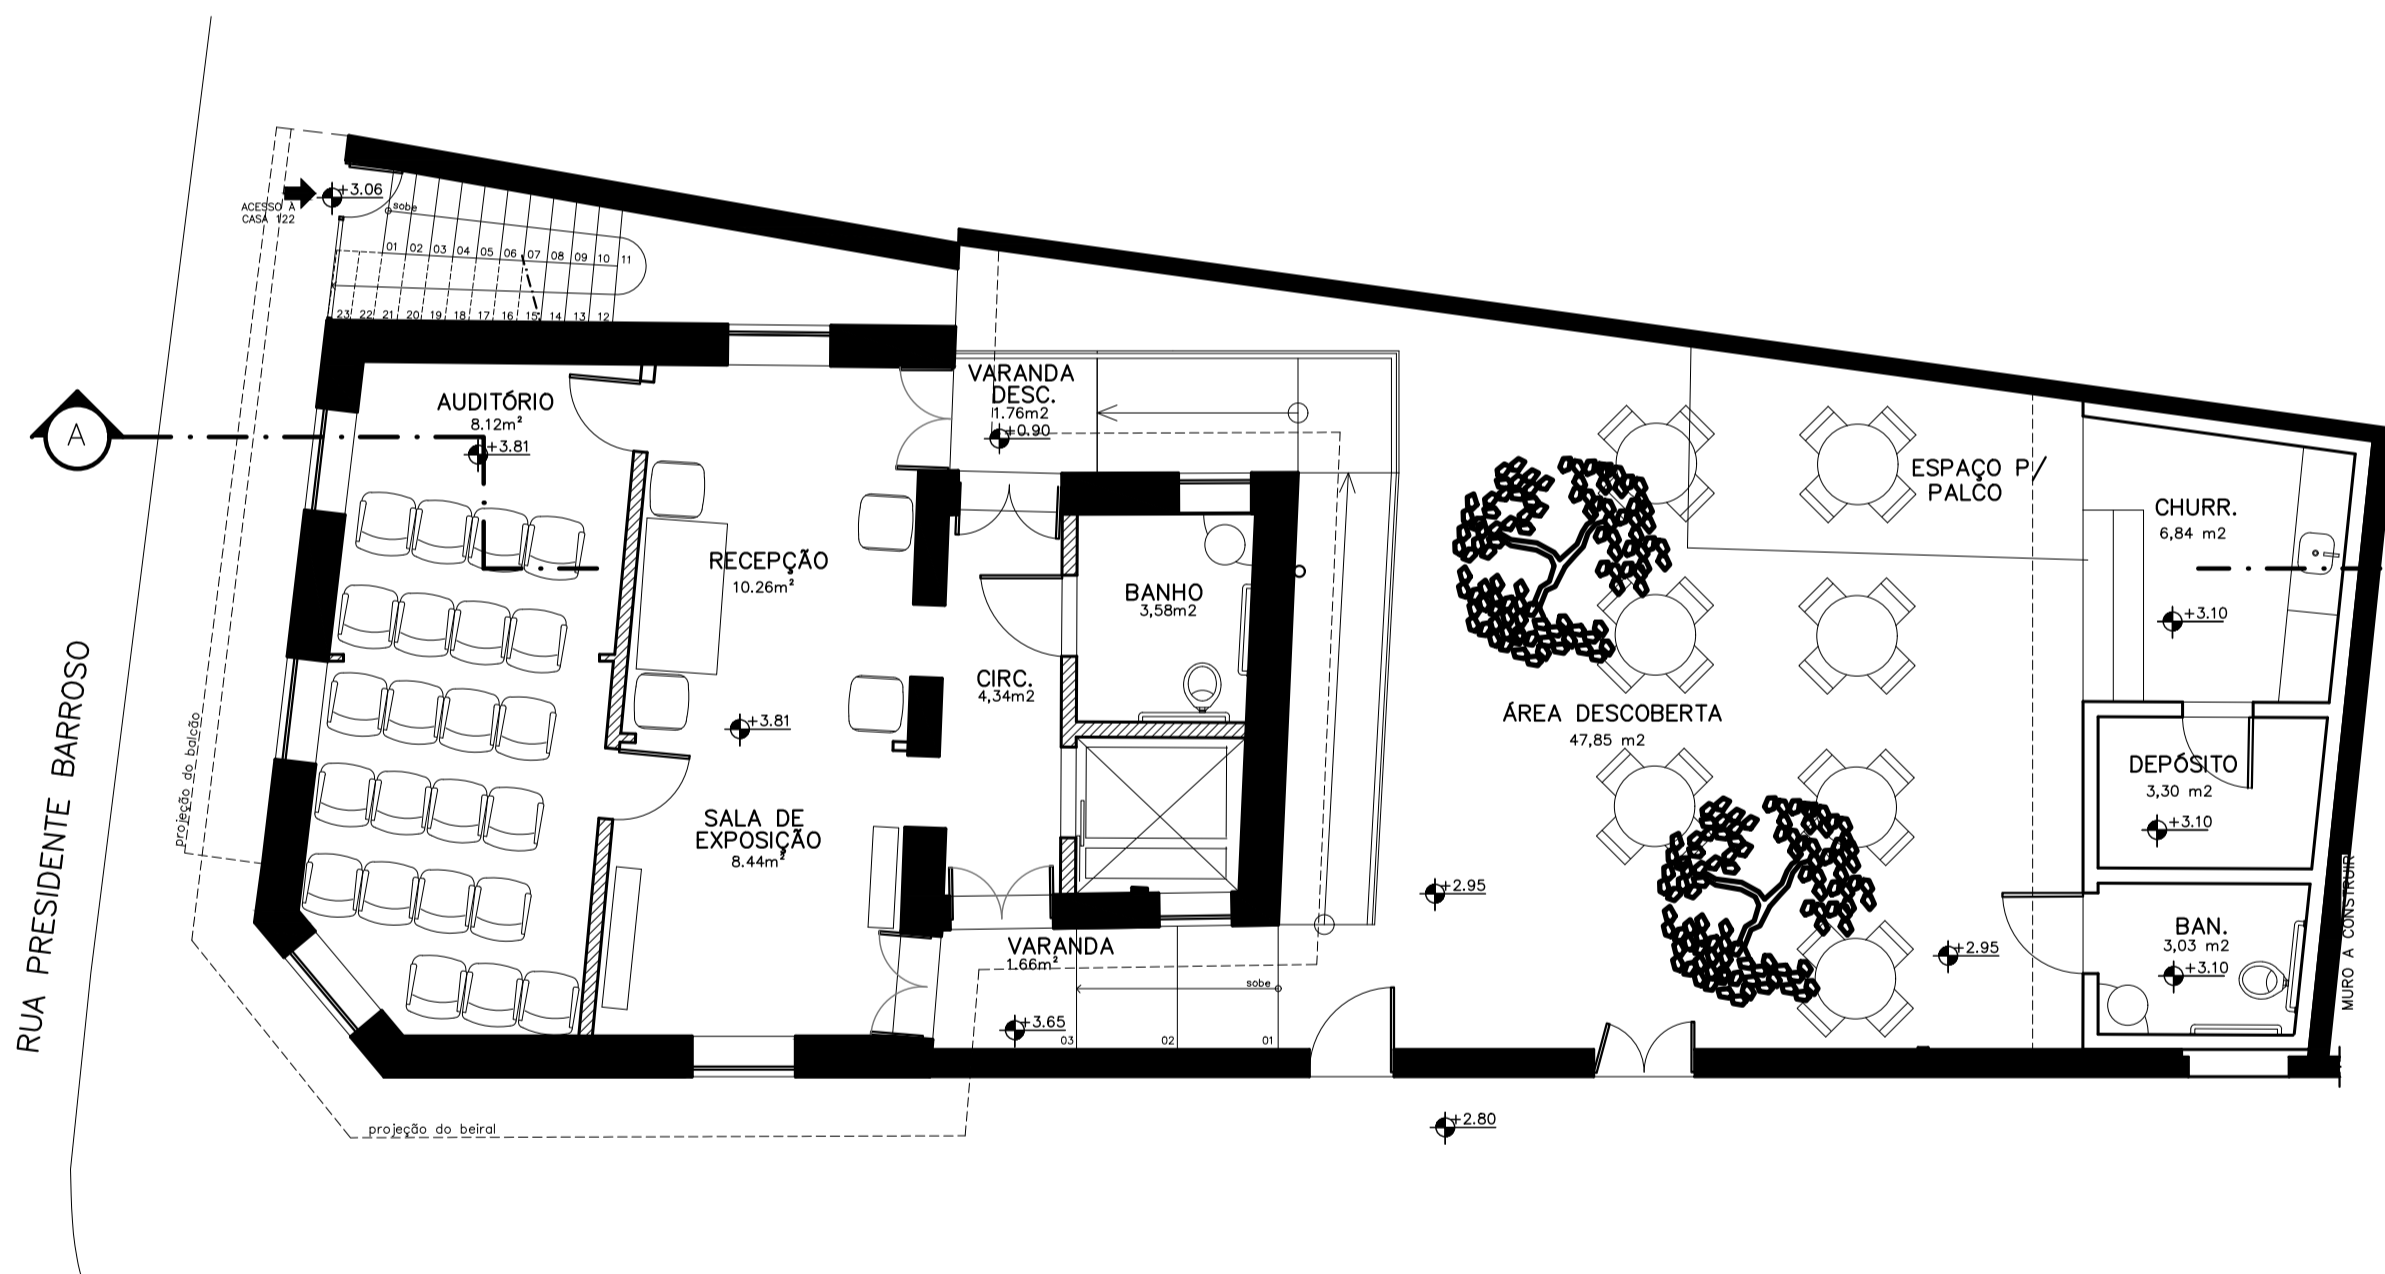 +3.06
ACESSO À
CASA 122
sobe
01 02 03 04 05 06 07 08 09 10 11
23 22 21 20 19 18 17 16 15 14 13 12
A
AUDITÓRIO
8.12m²
+3.81
RECEPÇÃO
10.26m²
+3.81
SALA DE
EXPOSIÇÃO
8.44m²
VARANDA
DESC.
1.76m2
+0.90
BANHO
3,58m2
CIRC.
4,34m2
VARANDA
1.66m²
+3.65
sobe
03 02 01
ÁREA DESCOBERTA
47,85 m2
+2.95
+2.95
ESPAÇO P/
PALCO
CHURR.
6,84 m2
+3.10
DEPÓSITO
3,30 m2
+3.10
BAN.
3,03 m2
+3.10
MURO A CONSTRUIR
+2.80
projeção do balcão
projeção do beiral
RUA PRESIDENTE BARROSO